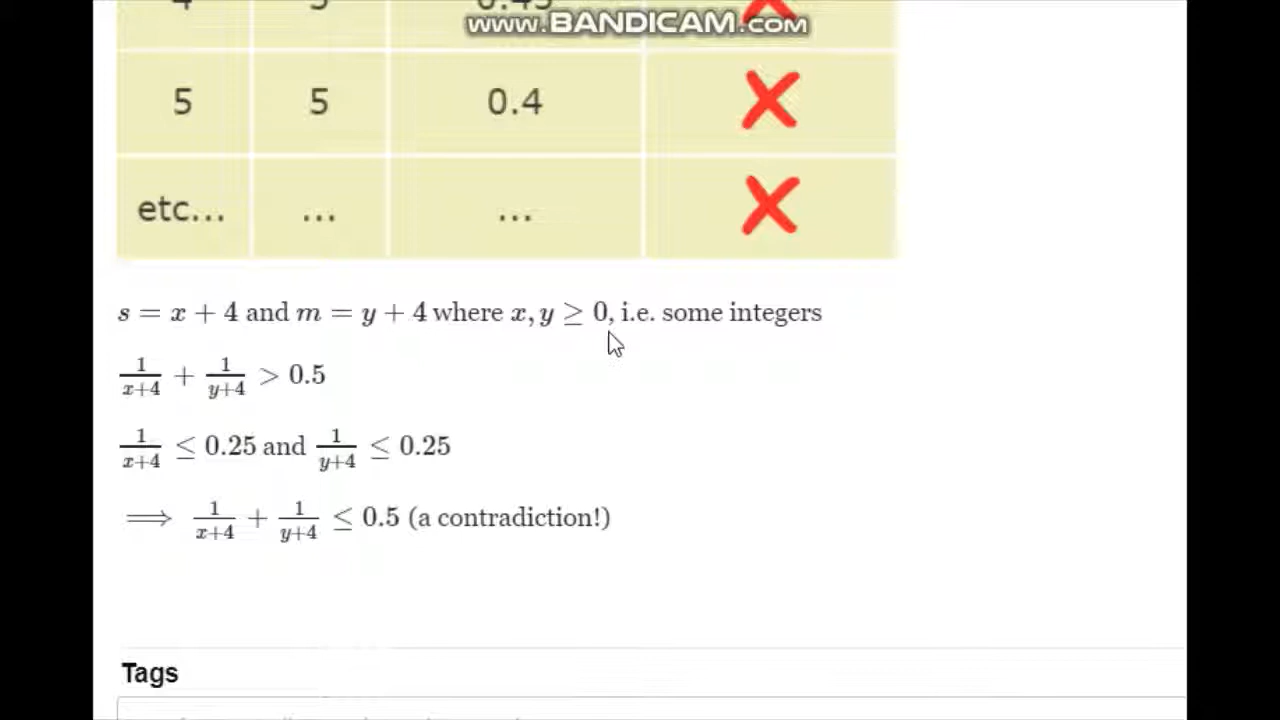 www.BANDICAM.com
5 5 0.4 ❌
etc... ... ... ❌
s = x + 4 and m = y + 4 where x, y ≥ 0, i.e. some integers
1/(x+4) + 1/(y+4) > 0.5
1/(x+4) ≤ 0.25 and 1/(y+4) ≤ 0.25
⟹ 1/(x+4) + 1/(y+4) ≤ 0.5 (a contradiction!)
Tags